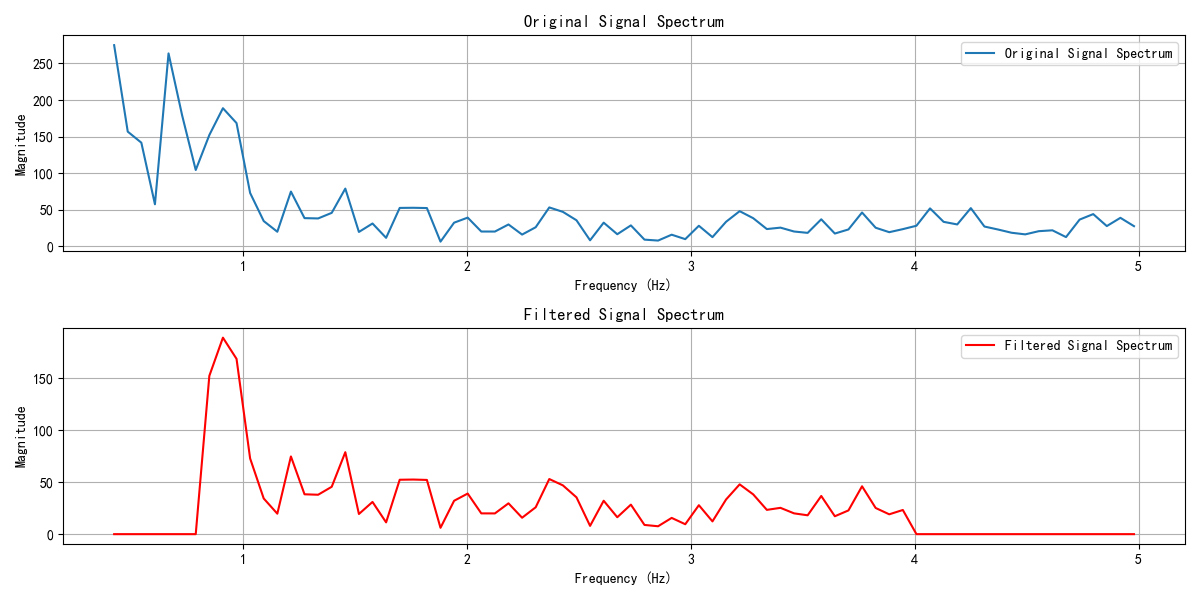 Original Signal Spectrum
Original Signal Spectrum
Magnitude
250
200
150
100
50
0
1
2
3
4
5
Frequency (Hz)
Filtered Signal Spectrum
Filtered Signal Spectrum
Magnitude
150
100
50
0
1
2
3
4
5
Frequency (Hz)